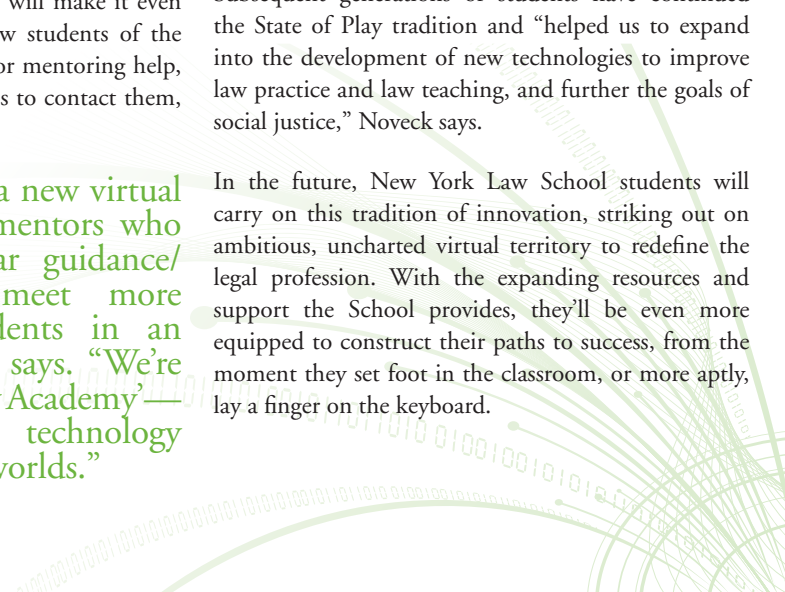 will make it even
w students of the
or mentoring help,
s to contact them,
a new virtual
mentors who
ar guidance/
meet more
dents in an
says. “We’re
Academy’—
technology
worlds.”
Subsequent generations of students have continued
the State of Play tradition and “helped us to expand
into the development of new technologies to improve
law practice and law teaching, and further the goals of
social justice,” Noveck says.
In the future, New York Law School students will
carry on this tradition of innovation, striking out on
ambitious, uncharted virtual territory to redefine the
legal profession. With the expanding resources and
support the School provides, they’ll be even more
equipped to construct their paths to success, from the
moment they set foot in the classroom, or more aptly,
lay a finger on the keyboard.